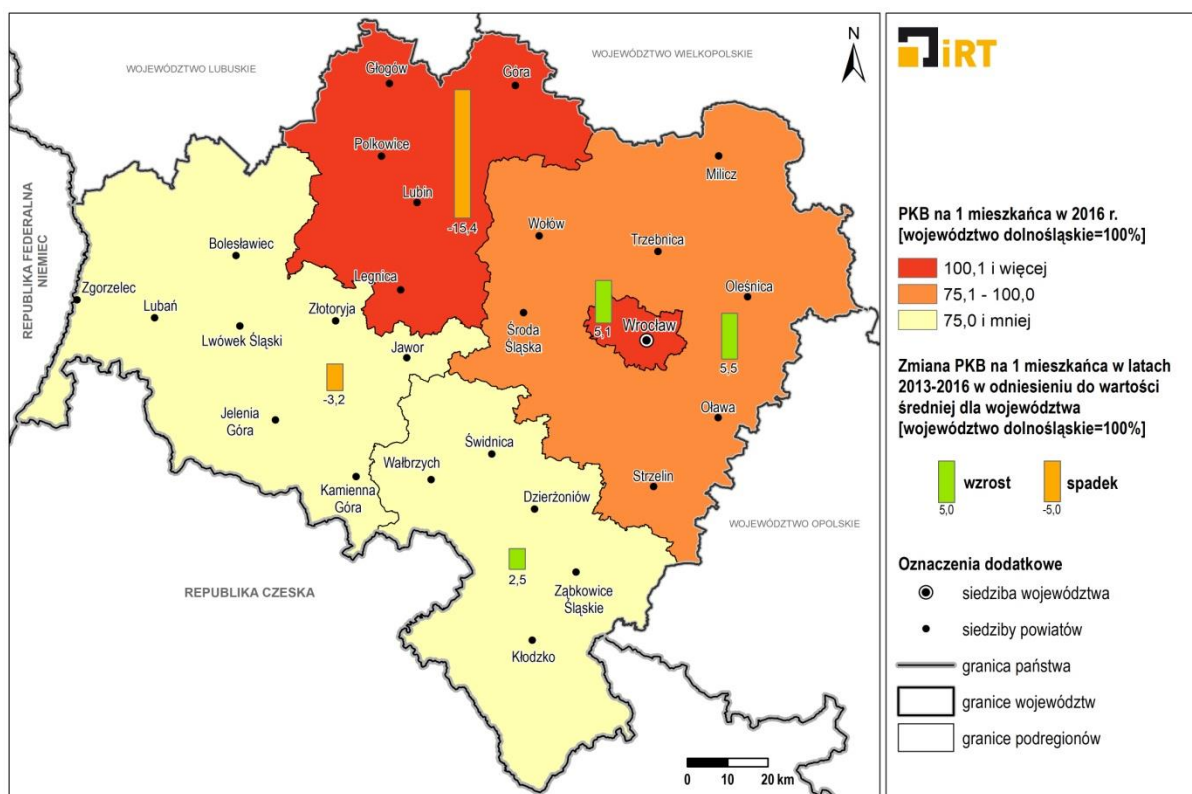 WOJEWÓDZTWO LUBUSKIE
WOJEWÓDZTWO WIELKOPOLSKIE
N
Głogów
Góra
Polkowice
Milicz
Lubin
-15,4
Wołów
Trzebnica
REPUBLIKA FEDERALNA
NIEMIEC
Bolesławiec
Zgorzelec
Legnica
Oleśnica
Lubań
Złotoryja
Środa
Śląska
5,1
Wrocław
Lwówek Śląski
Jawor
5,5
-3,2
Jelenia
Góra
Oława
Świdnica
Wałbrzych
Strzelin
Kamienna
Góra
Dzierżoniów
WOJEWÓDZTWO OPOLSKIE
2,5
REPUBLIKA CZESKA
Ząbkowice
Śląskie
Kłodzko
0 10 20 km
iRT
PKB na 1 mieszkańca w 2016 r.
[województwo dolnośląskie=100%]
100,1 i więcej
75,1 - 100,0
75,0 i mniej
Zmiana PKB na 1 mieszkańca w latach
2013-2016 w odniesieniu do wartości
średniej dla województwa
[województwo dolnośląskie=100%]
wzrost
spadek
5,0
-5,0
Oznaczenia dodatkowe
siedziba województwa
siedziby powiatów
granica państwa
granice województw
granice podregionów